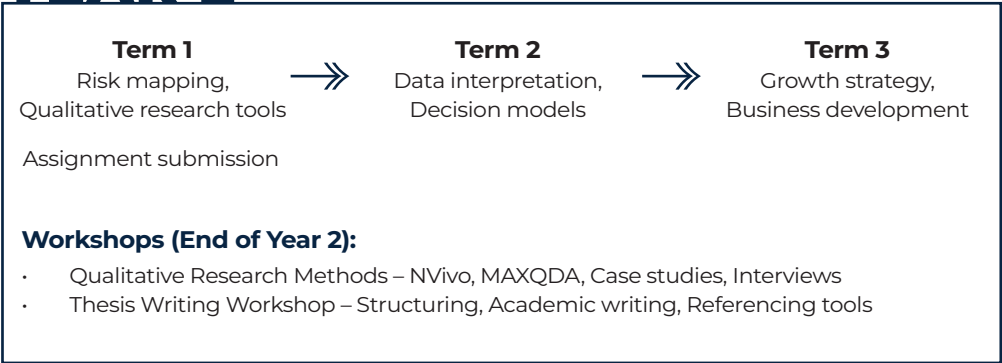 Term 1
Risk mapping,
Qualitative research tools
Term 2
Data interpretation,
Decision models
Term 3
Growth strategy,
Business development
Assignment submission
Workshops (End of Year 2):
• Qualitative Research Methods – NVivo, MAXQDA, Case studies, Interviews
• Thesis Writing Workshop – Structuring, Academic writing, Referencing tools